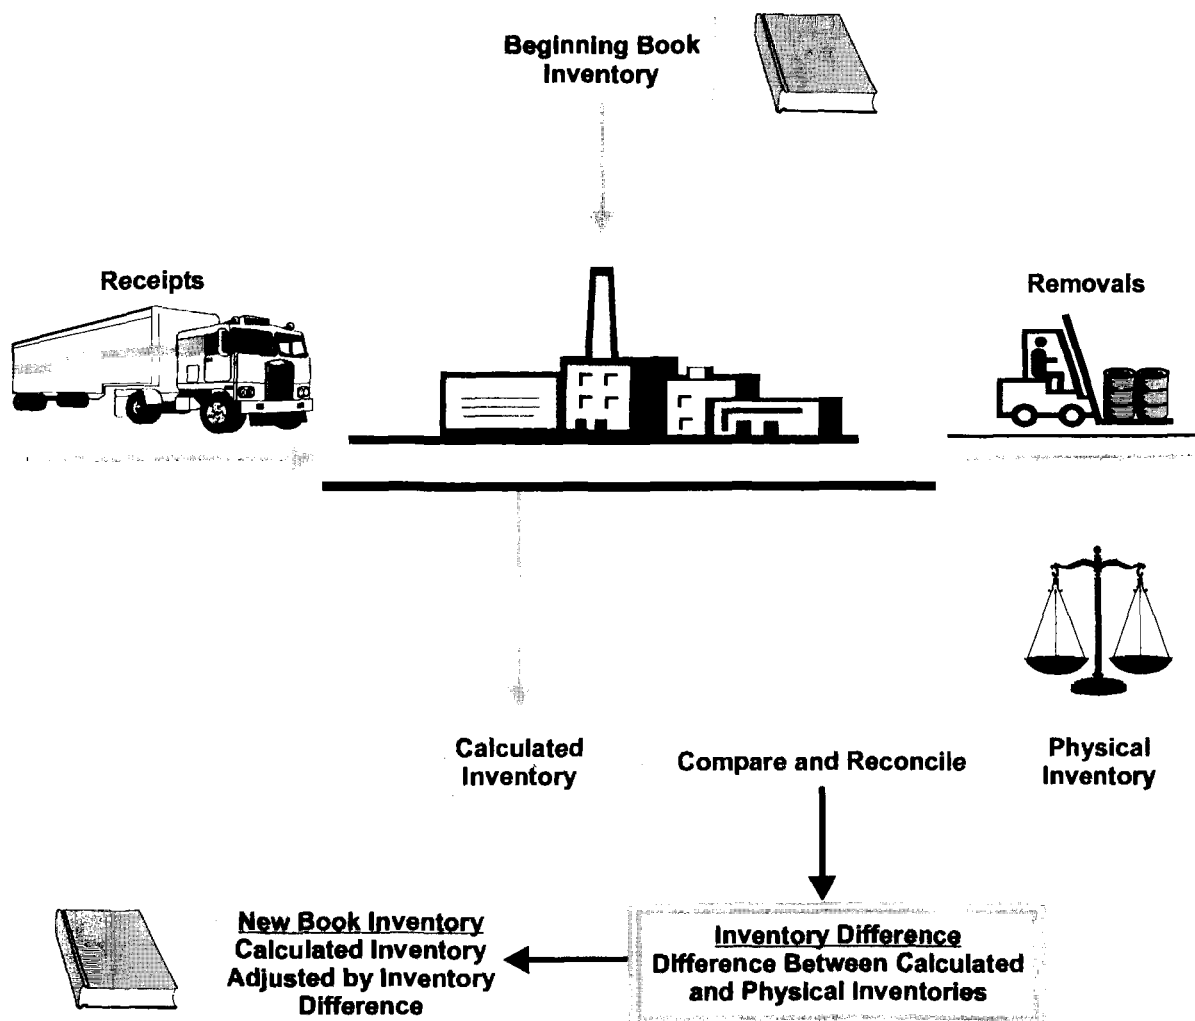 Beginning Book
Inventory
Receipts
Removals
Calculated
Inventory
Compare and Reconcile
Physical
Inventory
New Book Inventory
Calculated Inventory
Adjusted by Inventory
Difference
Inventory Difference
Difference Between Calculated
and Physical Inventories